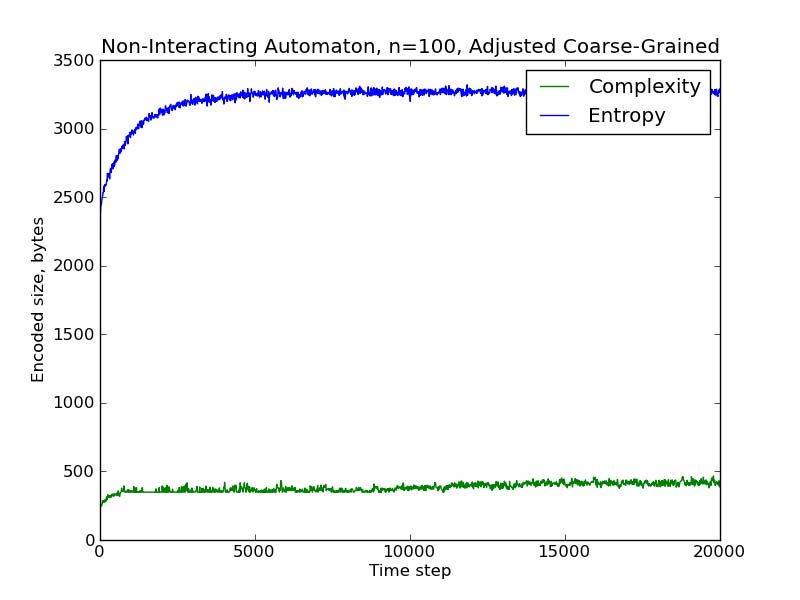 Non-Interacting Automaton, n=100, Adjusted Coarse-Grained
3500
3000
2500
2000
1500
1000
500
0
Encoded size, bytes
Complexity
Entropy
0 5000 10000 15000 20000
Time step